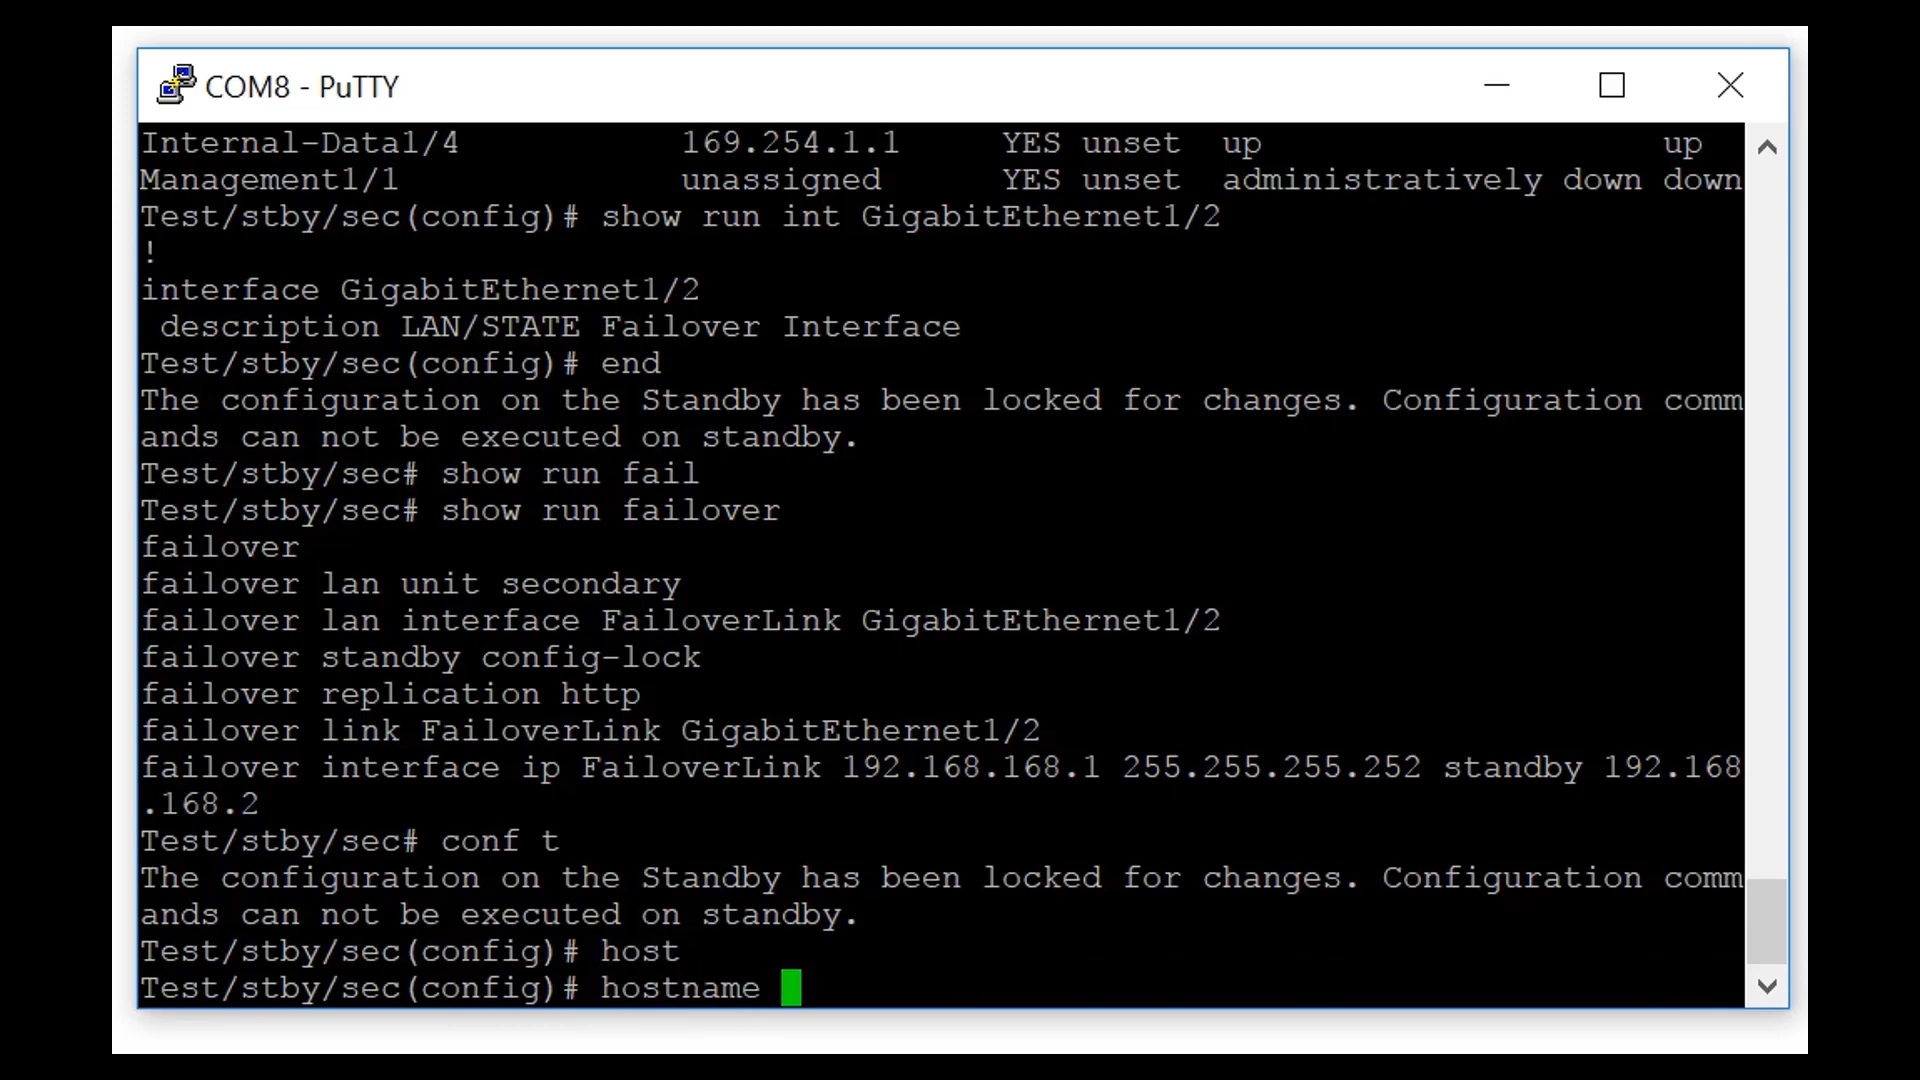 COM8 - PuTTY
Internal-Data1/4 169.254.1.1 YES unset up up
Management1/1 unassigned YES unset administratively down down
Test/stby/sec(config)# show run int GigabitEthernet1/2
!
interface GigabitEthernet1/2
 description LAN/STATE Failover Interface
Test/stby/sec(config)# end
The configuration on the Standby has been locked for changes. Configuration comm
ands can not be executed on standby.
Test/stby/sec# show run fail
Test/stby/sec# show run failover
failover
failover lan unit secondary
failover lan interface FailoverLink GigabitEthernet1/2
failover standby config-lock
failover replication http
failover link FailoverLink GigabitEthernet1/2
failover interface ip FailoverLink 192.168.168.1 255.255.255.252 standby 192.168
.168.2
Test/stby/sec# conf t
The configuration on the Standby has been locked for changes. Configuration comm
ands can not be executed on standby.
Test/stby/sec(config)# host
Test/stby/sec(config)# hostname